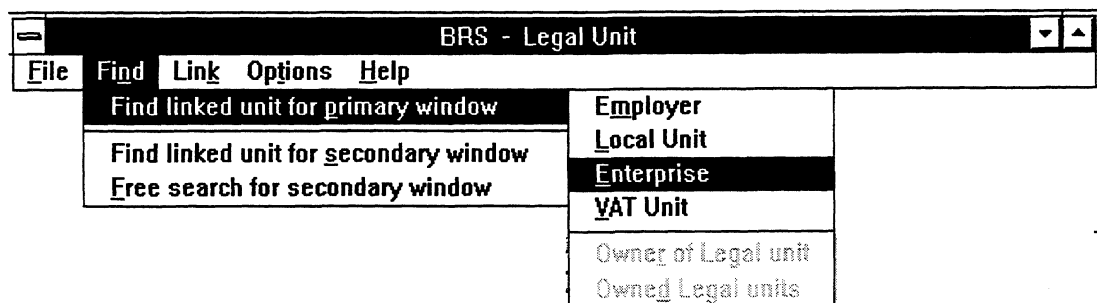 BRS - Legal Unit
File Find Link Options Help
Find linked unit for primary window
Find linked unit for secondary window
Free search for secondary window
Employer
Local Unit
Enterprise
VAT Unit
Owner of Legal unit
Owned Legal units